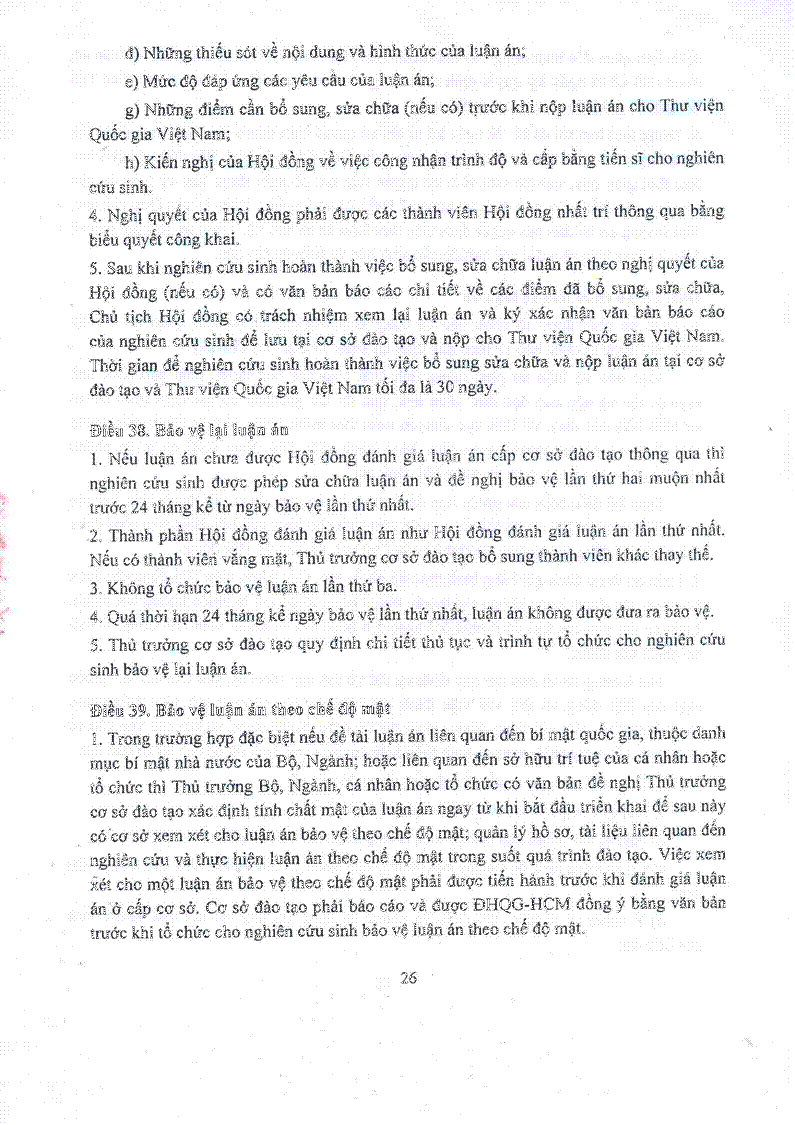 đ) Những thiếu sót về nội dung và hình thức của luận án;
e) Mức độ đáp ứng các yêu cầu của luận án;
g) Những điểm cần bổ sung, sửa chữa (nếu có) trước khi nộp luận án cho Thư viện
Quốc gia Việt Nam;
h) Kiến nghị của Hội đồng về việc công nhận trình độ và cấp bằng tiến sĩ cho nghiên
cứu sinh.
4. Nghị quyết của Hội đồng phải được các thành viên Hội đồng nhất trí thông qua bằng
biểu quyết công khai.
5. Sau khi nghiên cứu sinh hoàn thành việc bổ sung, sửa chữa luận án theo nghị quyết của
Hội đồng (nếu có) và có văn bản báo các chi tiết về các điểm đã bổ sung, sửa chữa,
Chủ tịch Hội đồng có trách nhiệm xem lại luận án và ký xác nhận văn bản báo cáo
của nghiên cứu sinh để lưu tại cơ sở đào tạo và nộp cho Thư viện Quốc gia Việt Nam.
Thời gian để nghiên cứu sinh hoàn thành việc bổ sung sửa chữa và nộp luận án tại cơ sở
đào tạo và Thư viện Quốc gia Việt Nam tối đa là 30 ngày.
Điều 38. Bảo vệ lại luận án
1. Nếu luận án chưa được Hội đồng đánh giá luận án cấp cơ sở đào tạo thông qua thì
nghiên cứu sinh được phép sửa chữa luận án và đề nghị bảo vệ lần thứ hai muộn nhất
trước 24 tháng kể từ ngày bảo vệ lần thứ nhất.
2. Thành phần Hội đồng đánh giá luận án như Hội đồng đánh giá luận án lần thứ nhất.
Nếu có thành viên vắng mặt, Thủ trưởng cơ sở đào tạo bổ sung thành viên khác thay thế.
3. Không tổ chức bảo vệ luận án lần thứ ba.
4. Quá thời hạn 24 tháng kể ngày bảo vệ lần thứ nhất, luận án không được đưa ra bảo vệ.
5. Thủ trưởng cơ sở đào tạo quy định chi tiết thủ tục và trình tự tổ chức cho nghiên cứu
sinh bảo vệ lại luận án.
Điều 39. Bảo vệ luận án theo chế độ mật
1. Trong trường hợp đặc biệt nếu đề tài luận án liên quan đến bí mật quốc gia, thuộc danh
mục bí mật nhà nước của Bộ, Ngành; hoặc liên quan đến sở hữu trí tuệ của cá nhân hoặc
tổ chức thì Thủ trưởng Bộ, Ngành, cá nhân hoặc tổ chức có văn bản đề nghị Thủ trưởng
cơ sở đào tạo xác định tính chất mật của luận án ngay từ khi bắt đầu triển khai để sau này
có cơ sở xem xét cho luận án bảo vệ theo chế độ mật; quản lý hồ sơ, tài liệu liên quan đến
nghiên cứu và thực hiện luận án theo chế độ mật trong suốt quá trình đào tạo. Việc xem
xét cho một luận án bảo vệ theo chế độ mật phải được tiến hành trước khi đánh giá luận
án ở cấp cơ sở. Cơ sở đào tạo phải báo cáo và được ĐHQG-HCM đồng ý bằng văn bản
trước khi tổ chức cho nghiên cứu sinh bảo vệ luận án theo chế độ mật.
26